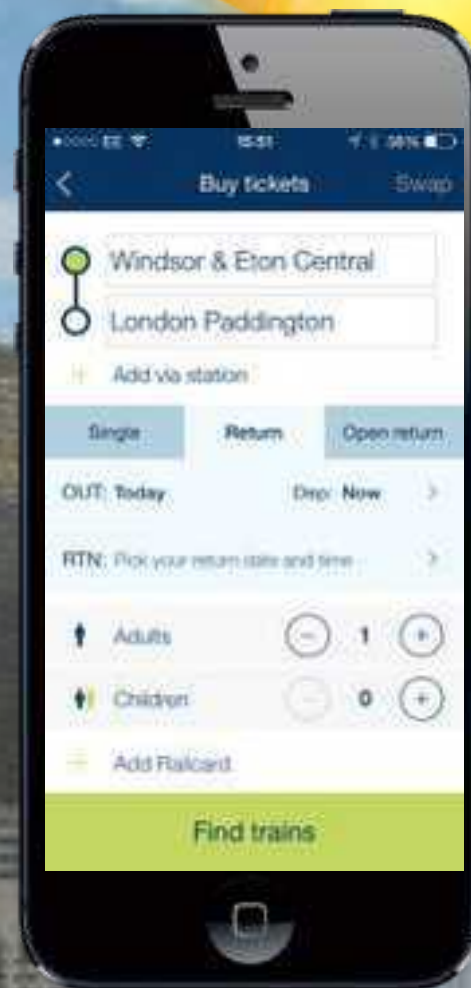 EE
Buy tickets Swap
Windsor & Eton Central
London Paddington
+ Add via station
Single Return Open return
OUT: Today Dep: Now >
RTN: Pick your return date and time >
Adults - 1 +
Children - 0 +
+ Add Railcard
Find trains